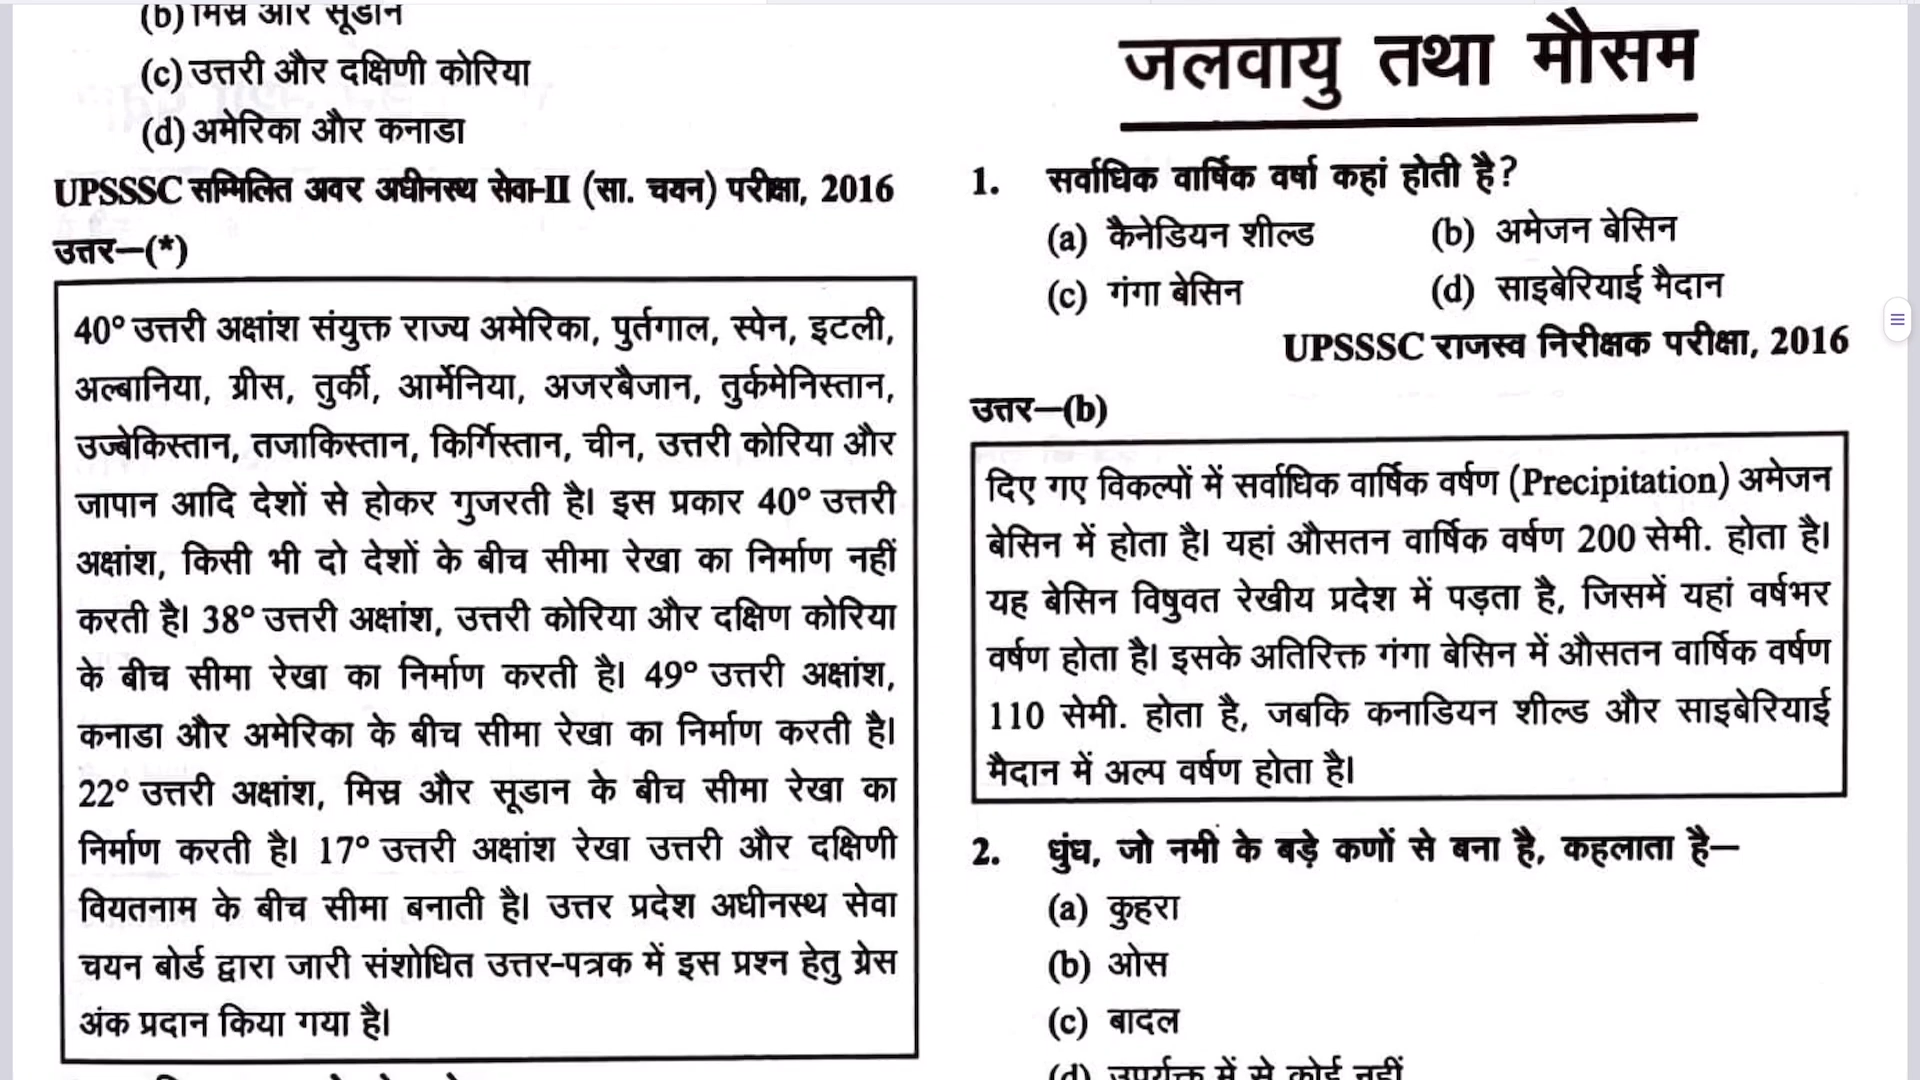 (b) मिस्र और सूडान
(c) उत्तरी और दक्षिणी कोरिया
(d) अमेरिका और कनाडा
UPSSSC सम्मिलित अवर अधीनस्थ सेवा-II (सा. चयन) परीक्षा, 2016
उत्तर—(*)
40° उत्तरी अक्षांश संयुक्त राज्य अमेरिका, पुर्तगाल, स्पेन, इटली,
अल्बानिया, ग्रीस, तुर्की, आर्मेनिया, अजरबैजान, तुर्कमेनिस्तान,
उज्बेकिस्तान, तजाकिस्तान, किर्गिस्तान, चीन, उत्तरी कोरिया और
जापान आदि देशों से होकर गुजरती है। इस प्रकार 40° उत्तरी
अक्षांश, किसी भी दो देशों के बीच सीमा रेखा का निर्माण नहीं
करती है। 38° उत्तरी अक्षांश, उत्तरी कोरिया और दक्षिण कोरिया
के बीच सीमा रेखा का निर्माण करती है। 49° उत्तरी अक्षांश,
कनाडा और अमेरिका के बीच सीमा रेखा का निर्माण करती है।
22° उत्तरी अक्षांश, मिस्र और सूडान के बीच सीमा रेखा का
निर्माण करती है। 17° उत्तरी अक्षांश रेखा उत्तरी और दक्षिणी
वियतनाम के बीच सीमा बनाती है। उत्तर प्रदेश अधीनस्थ सेवा
चयन बोर्ड द्वारा जारी संशोधित उत्तर-पत्रक में इस प्रश्न हेतु ग्रेस
अंक प्रदान किया गया है।
जलवायु तथा मौसम
1. सर्वाधिक वार्षिक वर्षा कहां होती है?
(a) कैनेडियन शील्ड (b) अमेजन बेसिन
(c) गंगा बेसिन (d) साइबेरियाई मैदान
UPSSSC राजस्व निरीक्षक परीक्षा, 2016
उत्तर—(b)
दिए गए विकल्पों में सर्वाधिक वार्षिक वर्षण (Precipitation) अमेजन
बेसिन में होता है। यहां औसतन वार्षिक वर्षण 200 सेमी. होता है।
यह बेसिन विषुवत रेखीय प्रदेश में पड़ता है, जिसमें यहां वर्षभर
वर्षण होता है। इसके अतिरिक्त गंगा बेसिन में औसतन वार्षिक वर्षण
110 सेमी. होता है, जबकि कनाडियन शील्ड और साइबेरियाई
मैदान में अल्प वर्षण होता है।
2. धुंध, जो नमी के बड़े कणों से बना है, कहलाता है—
(a) कुहरा
(b) ओस
(c) बादल
(d) उपर्युक्त में से कोई नहीं